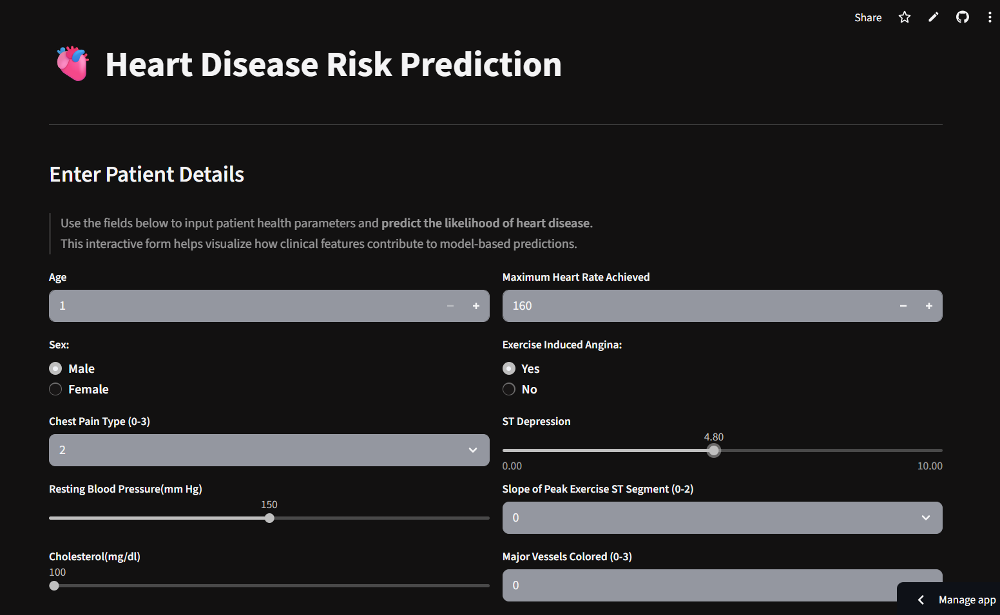 Share
Heart Disease Risk Prediction
Enter Patient Details
Use the fields below to input patient health parameters and predict the likelihood of heart disease.
This interactive form helps visualize how clinical features contribute to model-based predictions.
Age
1
Maximum Heart Rate Achieved
160
Sex:
Male
Female
Exercise Induced Angina:
Yes
No
Chest Pain Type (0-3)
2
ST Depression
4.80
0.00 10.00
Resting Blood Pressure(mm Hg)
150
Slope of Peak Exercise ST Segment (0-2)
0
Cholesterol(mg/dl)
100
Major Vessels Colored (0-3)
0
Manage app